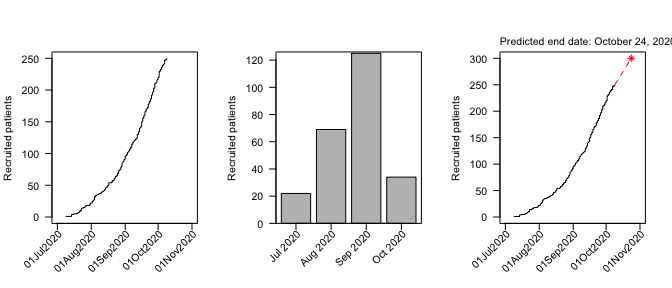 Predicted end date: October 24, 2020
Recruited patients
250
200
150
100
50
0
01Jul2020
01Aug2020
01Sep2020
01Oct2020
01Nov2020
Recruited patients
120
100
80
60
40
20
0
Jul 2020
Aug 2020
Sep 2020
Oct 2020
Recruited patients
300
250
200
150
100
50
0
01Jul2020
01Aug2020
01Sep2020
01Oct2020
01Nov2020